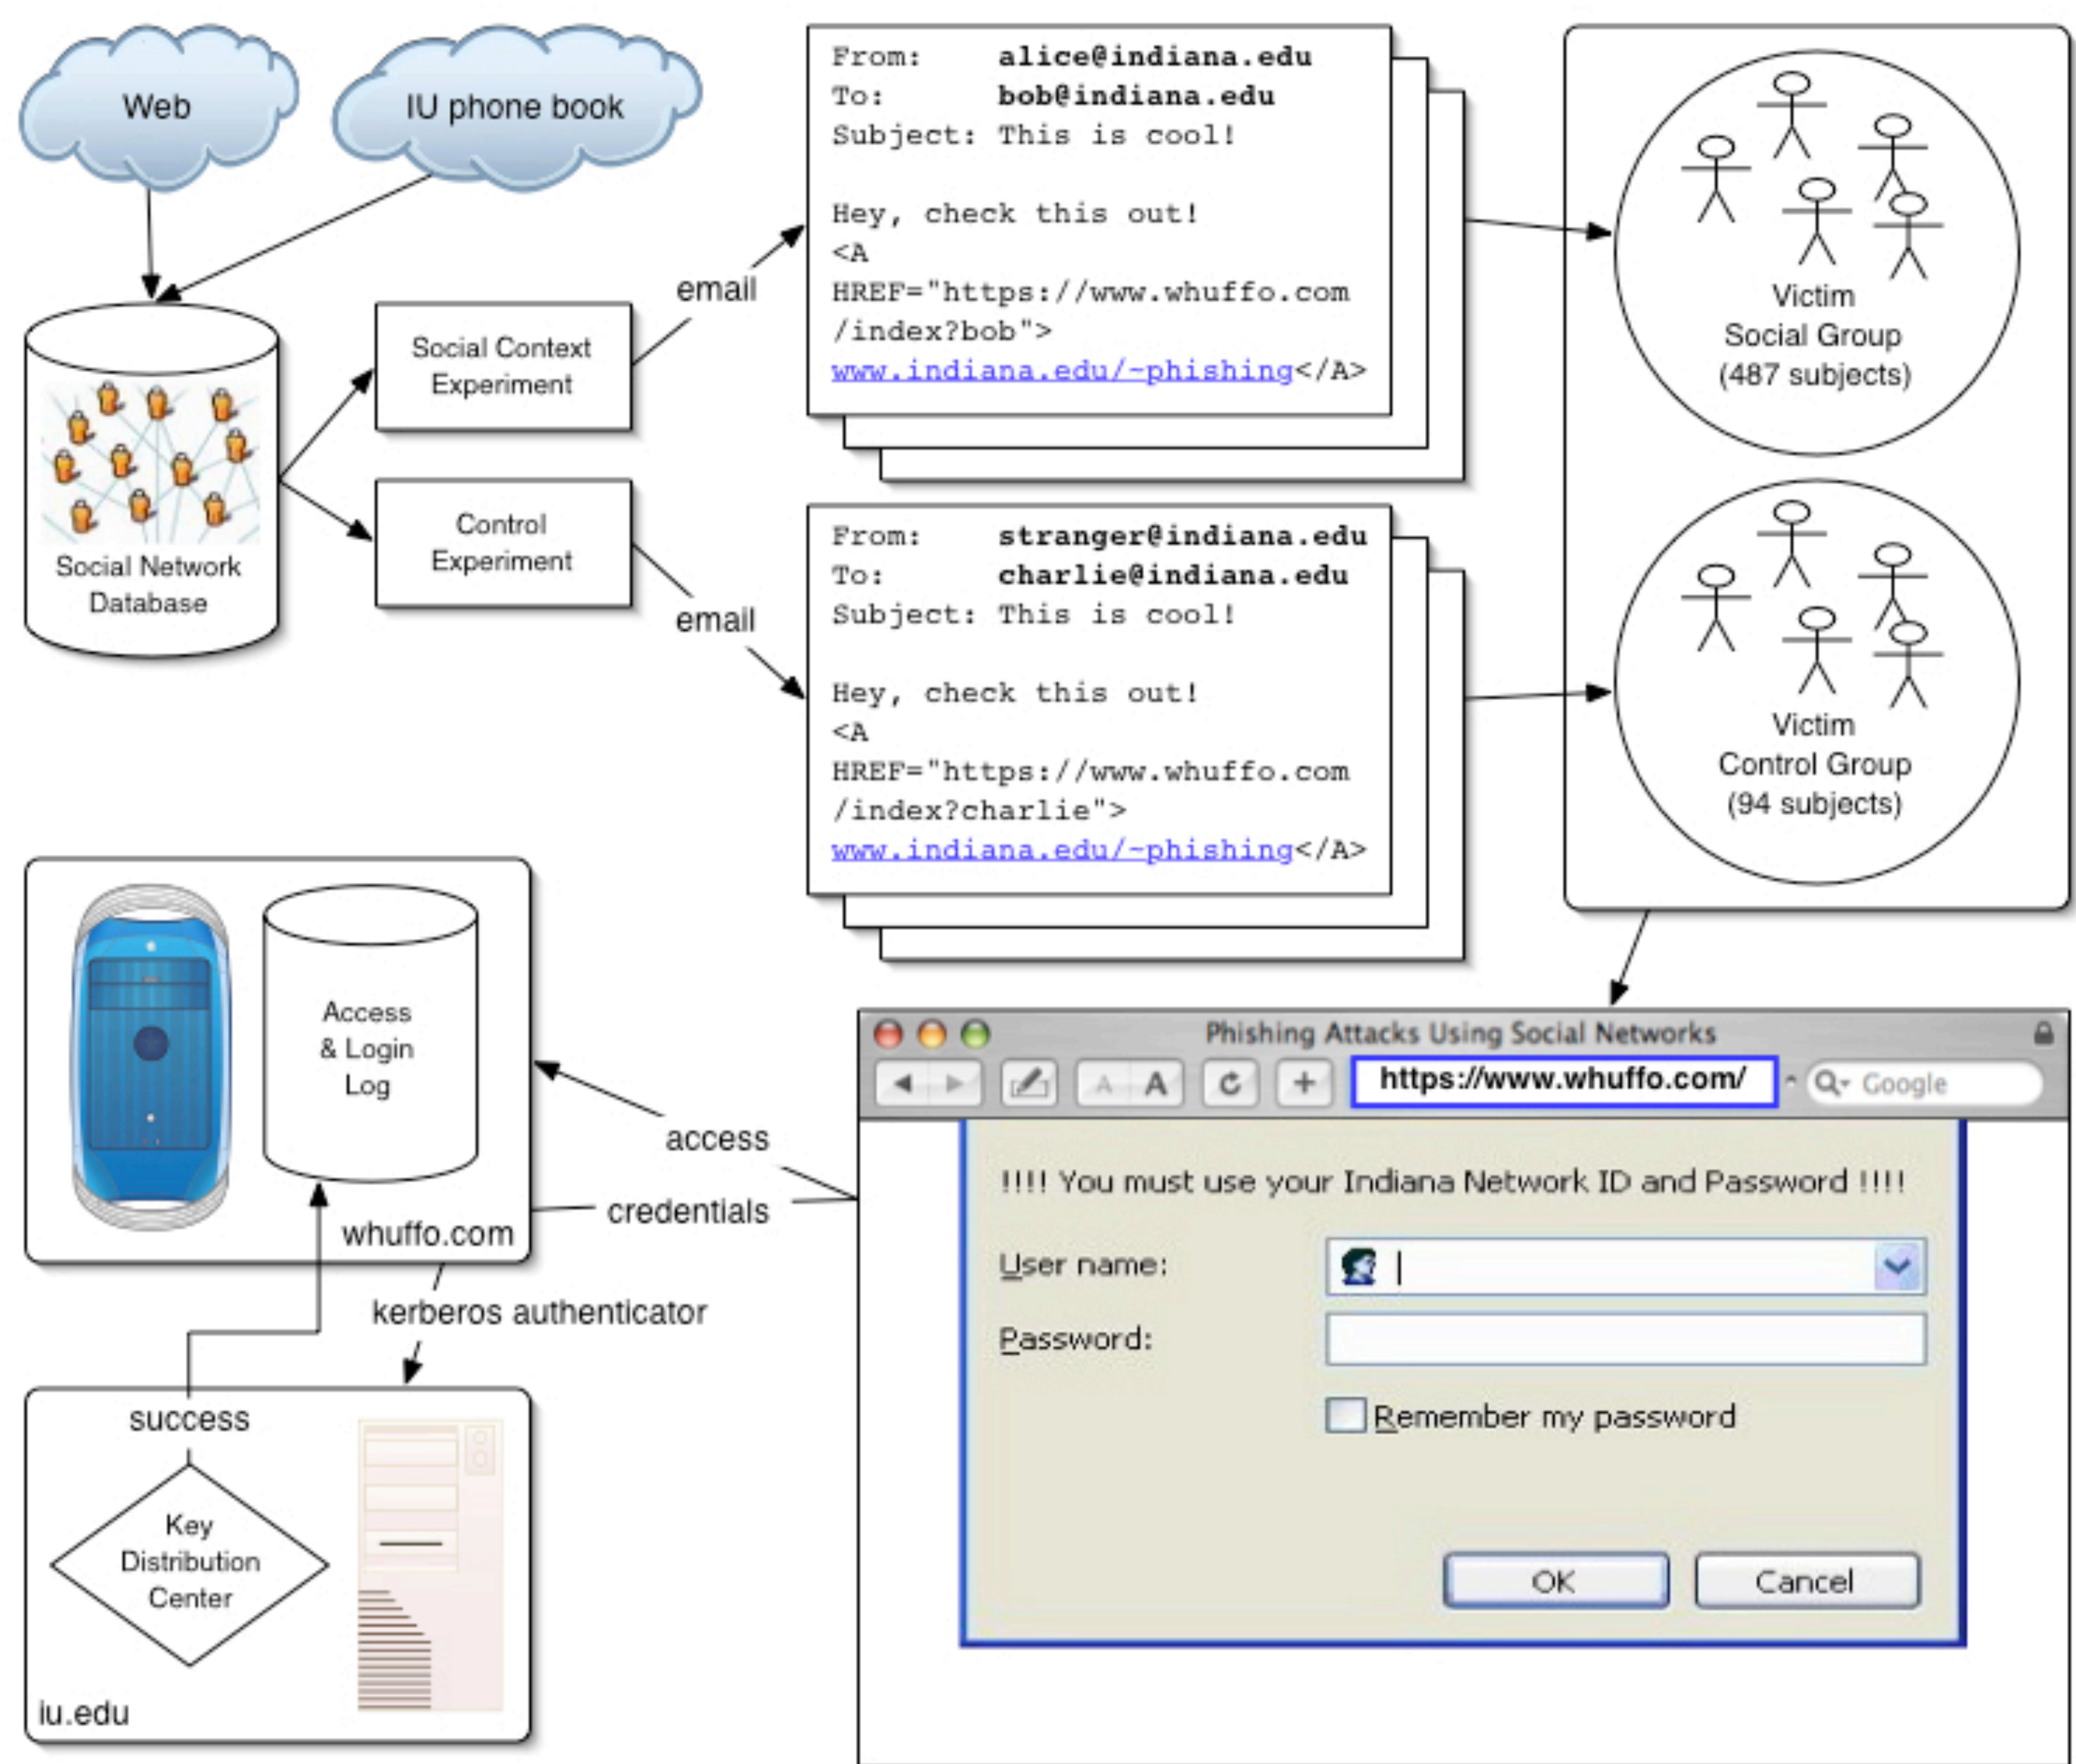 Web
IU phone book
Social Network
Database
Social Context
Experiment
Control
Experiment
email
email
From: alice@indiana.edu
To: bob@indiana.edu
Subject: This is cool!
Hey, check this out!
<A
HREF="https://www.whuffo.com
/index?bob">
www.indiana.edu/~phishing</A>
From: stranger@indiana.edu
To: charlie@indiana.edu
Subject: This is cool!
Hey, check this out!
<A
HREF="https://www.whuffo.com
/index?charlie">
www.indiana.edu/~phishing</A>
Victim
Social Group
(487 subjects)
Victim
Control Group
(94 subjects)
Access
& Login
Log
whuffo.com
access
credentials
kerberos authenticator
success
Key
Distribution
Center
iu.edu
Phishing Attacks Using Social Networks
A A https://www.whuffo.com/ Google
!!!! You must use your Indiana Network ID and Password !!!!
User name:
Password:
Remember my password
OK Cancel